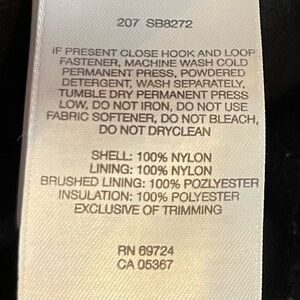 207 SB8272
IF PRESENT CLOSE HOOK AND LOOP
FASTENER, MACHINE WASH COLD
PERMANENT PRESS, POWDERED
DETERGENT, WASH SEPARATELY,
TUMBLE DRY PERMANENT PRESS
LOW, DO NOT IRON, DO NOT USE
FABRIC SOFTENER, DO NOT BLEACH,
DO NOT DRYCLEAN
SHELL: 100% NYLON
LINING: 100% NYLON
BRUSHED LINING: 100% POZLYESTER
INSULATION: 100% POLYESTER
EXCLUSIVE OF TRIMMING
RN 69724
CA 05367